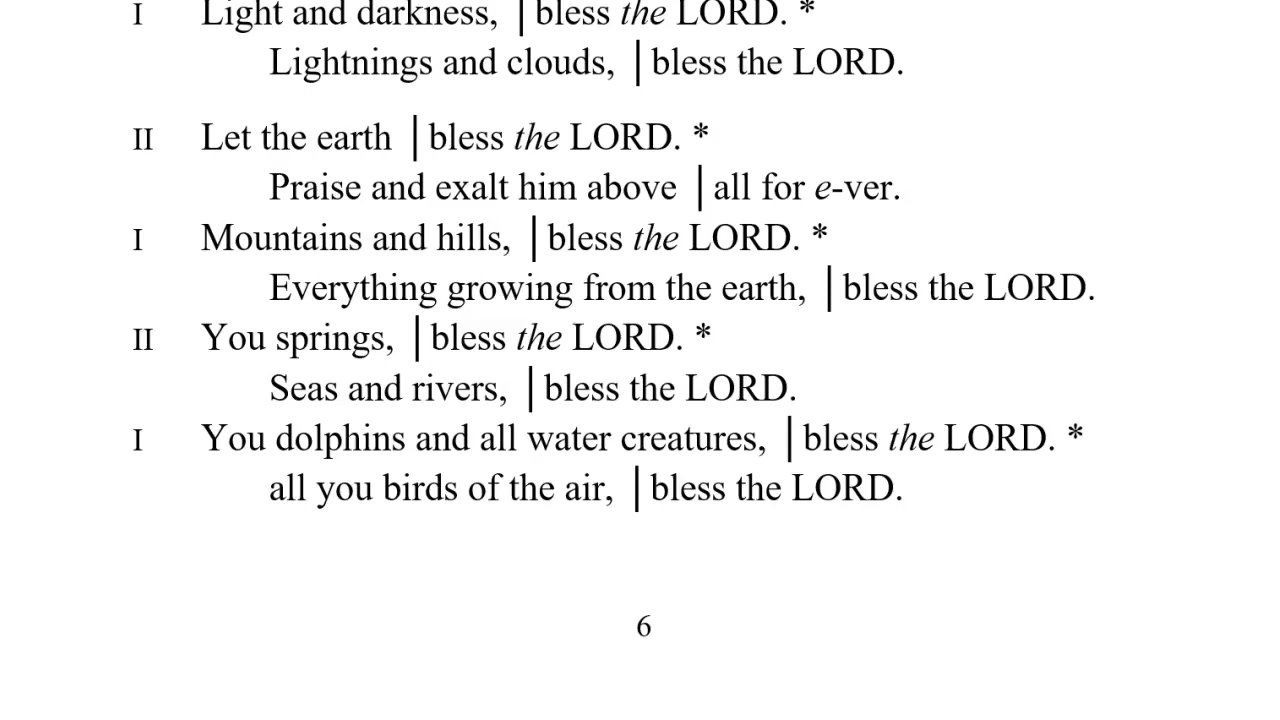 I Light and darkness, | bless the LORD. *
Lightnings and clouds, | bless the LORD.
II Let the earth | bless the LORD. *
Praise and exalt him above | all for e-ver.
I Mountains and hills, | bless the LORD. *
Everything growing from the earth, | bless the LORD.
II You springs, | bless the LORD. *
Seas and rivers, | bless the LORD.
I You dolphins and all water creatures, | bless the LORD. *
all you birds of the air, | bless the LORD.
6